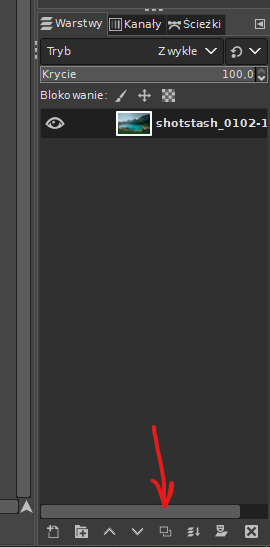 Warstwy Kanały Ścieżki
Tryb Zwykłe
Krycie 100,0
Blokowanie:
shotstash_0102-1